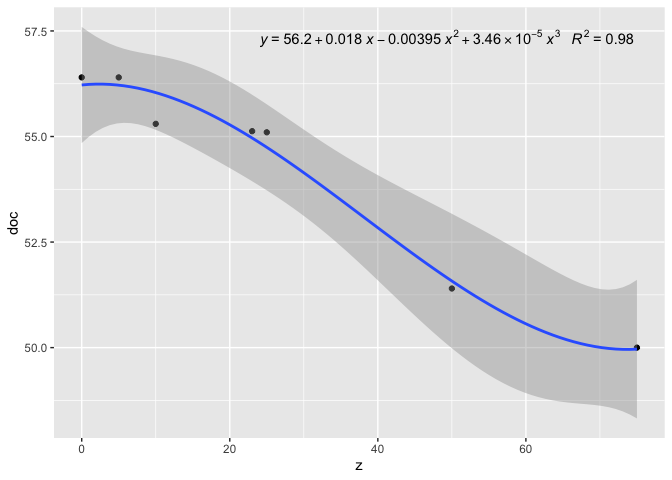 y = 56.2 + 0.018 x − 0.00395 x² + 3.46 × 10⁻⁵ x³ R² = 0.98
57.5
55.0
52.5
50.0
doc
0 20 40 60
z